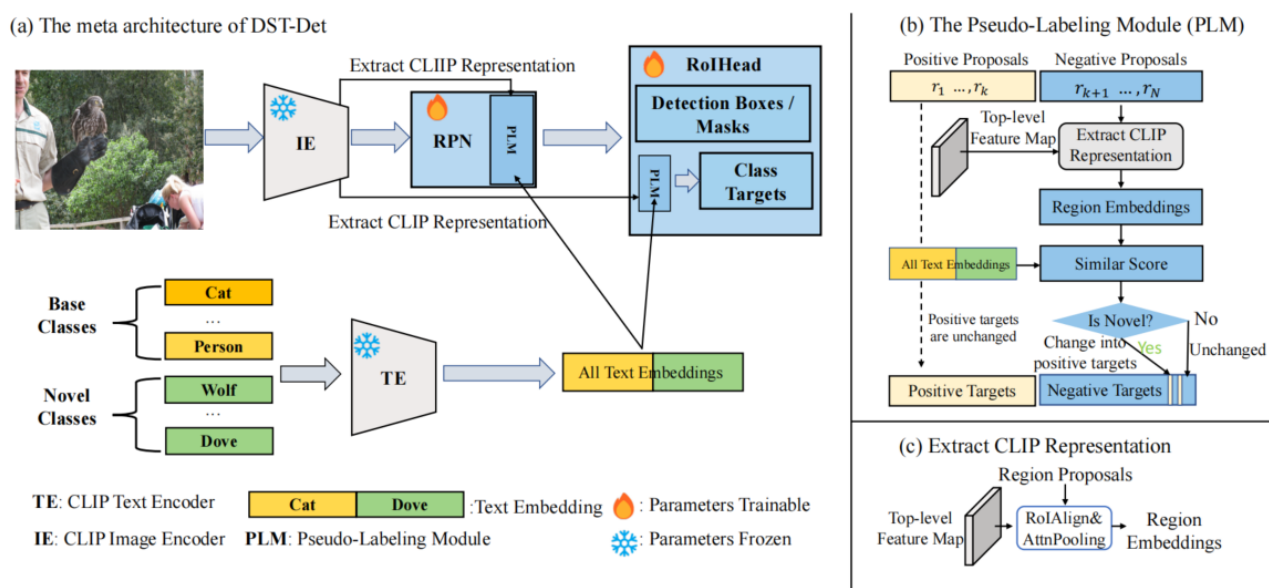 (a) The meta architecture of DST-Det
Extract CLIIP Representation
IE
RPN
PLM
RoIHead
Detection Boxes /
Masks
PLM
Class
Targets
Extract CLIP Representation
Base
Classes
Cat
...
Person
Novel
Classes
Wolf
...
Dove
TE
All Text Embeddings
TE: CLIP Text Encoder
Cat
Dove
:Text Embedding
: Parameters Trainable
IE: CLIP Image Encoder
PLM: Pseudo-Labeling Module
: Parameters Frozen
(b) The Pseudo-Labeling Module (PLM)
Positive Proposals
Negative Proposals
r1 …,rk
rk+1 …,rN
Top-level
Feature Map
Extract CLIP
Representation
Region Embeddings
All Text Embeddings
Similar Score
Is Novel?
No
Unchanged
Yes
Change into
positive targets
Positive targets
are unchanged
Positive Targets
Negative Targets
(c) Extract CLIP Representation
Region Proposals
Top-level
Feature Map
RoIAlign&
AttnPooling
Region
Embeddings